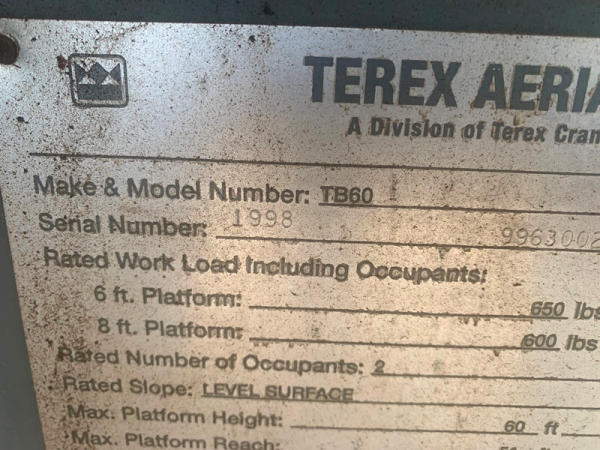 TEREX AERIA
A Division of Terex Cran
Make & Model Number: TB60
Serial Number: 1998 9963002
Rated Work Load Including Occupants:
6 ft. Platform: 650 lbs
8 ft. Platform: 600 lbs
Rated Number of Occupants: 2
Rated Slope: LEVEL SURFACE
Max. Platform Height: 60 ft
Max. Platform Reach: